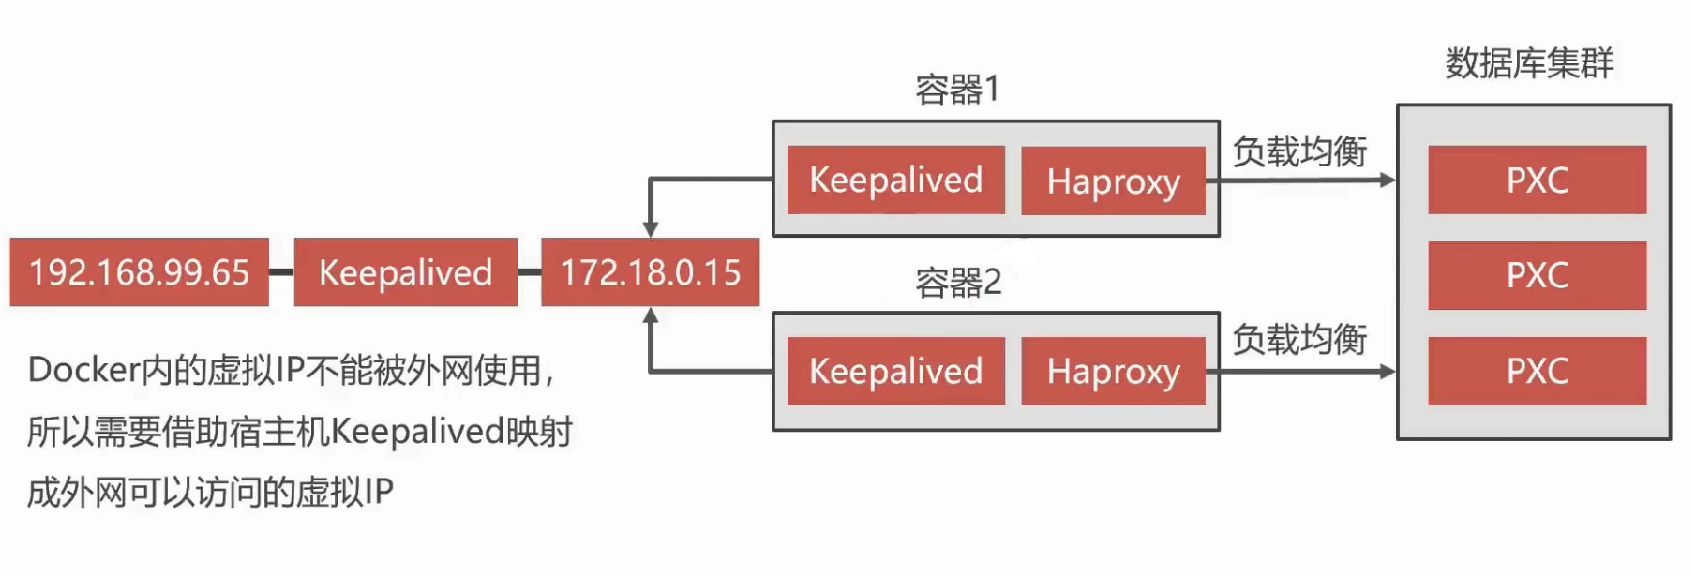 数据库集群
容器1
负载均衡
Keepalived
Haproxy
PXC
192.168.99.65
Keepalived
172.18.0.15
容器2
PXC
负载均衡
Keepalived
Haproxy
PXC
Docker内的虚拟IP不能被外网使用，
所以需要借助宿主机Keepalived映射
成外网可以访问的虚拟IP